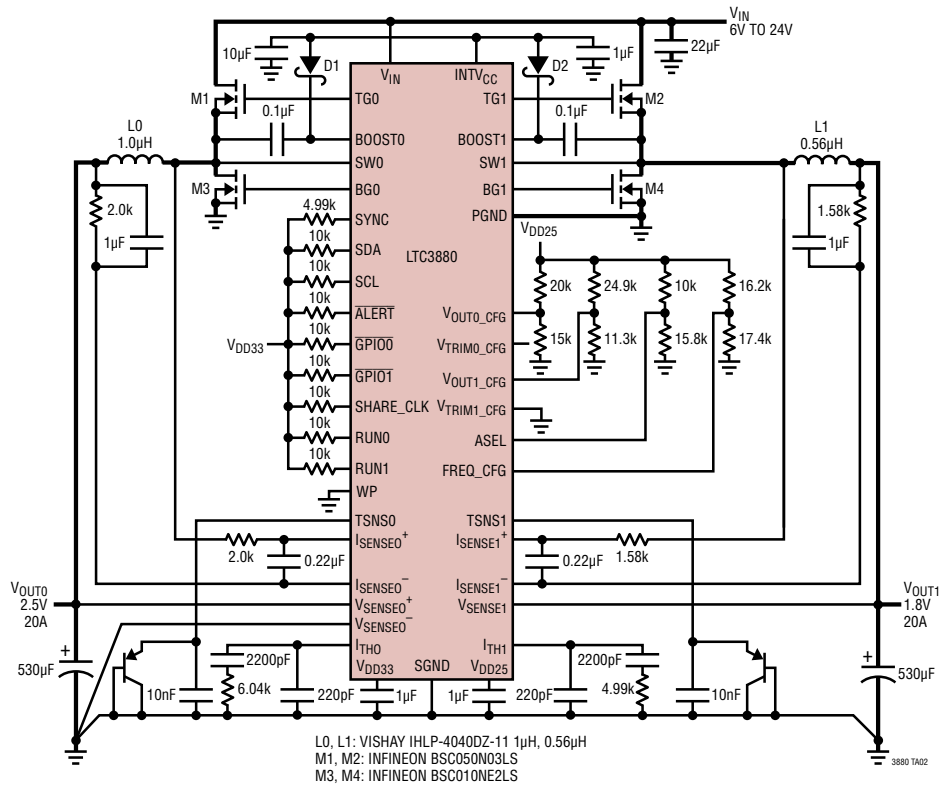 VIN
6V TO 24V
10µF
D1
D2
1µF
22µF
VIN
INTVCC
M1
TG0
TG1
M2
0.1µF
0.1µF
L0
1.0µH
BOOST0
BOOST1
L1
0.56µH
SW0
SW1
M3
BG0
BG1
M4
2.0k
1µF
4.99k
SYNC
PGND
1.58k
1µF
VDD25
10k
SDA
LTC3880
10k
SCL
20k
24.9k
10k
16.2k
10k
ALERT
VOUT0_CFG
VDD33
10k
GPIO0
VTRIM0_CFG
15k
11.3k
15.8k
17.4k
10k
GPIO1
VOUT1_CFG
10k
SHARE_CLK
VTRIM1_CFG
10k
RUN0
ASEL
10k
RUN1
FREQ_CFG
WP
TSNS0
TSNS1
2.0k
ISENSE0+
ISENSE1+
1.58k
0.22µF
0.22µF
ISENSE0–
ISENSE1–
VOUT0
2.5V
20A
VSENSE0+
VSENSE1
VOUT1
1.8V
20A
VSENSE0–
ITH0
ITH1
2200pF
2200pF
VDD33
SGND
VDD25
+
530µF
10nF
6.04k
220pF
1µF
1µF
220pF
4.99k
10nF
+
530µF
L0, L1: VISHAY IHLP-4040DZ-11 1µH, 0.56µH
M1, M2: INFINEON BSC050N03LS
M3, M4: INFINEON BSC010NE2LS
3880 TA02